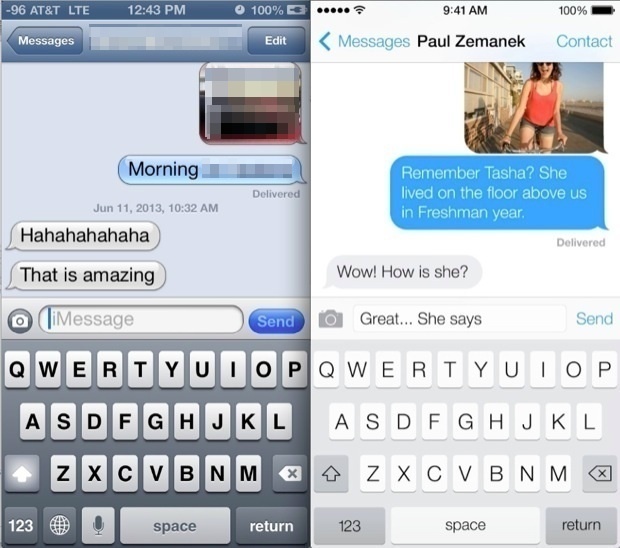 -96 AT&T LTE 12:43 PM 100%
Messages Edit
Morning
Delivered
Jun 11, 2013, 10:32 AM
Hahahahahaha
That is amazing
iMessage Send
Q W E R T Y U I O P
A S D F G H J K L
Z X C V B N M
123 space return
9:41 AM 100%
Messages Paul Zemanek Contact
Remember Tasha? She
lived on the floor above us
in Freshman year.
Delivered
Wow! How is she?
Great... She says Send
Q W E R T Y U I O P
A S D F G H J K L
Z X C V B N M
123 space return